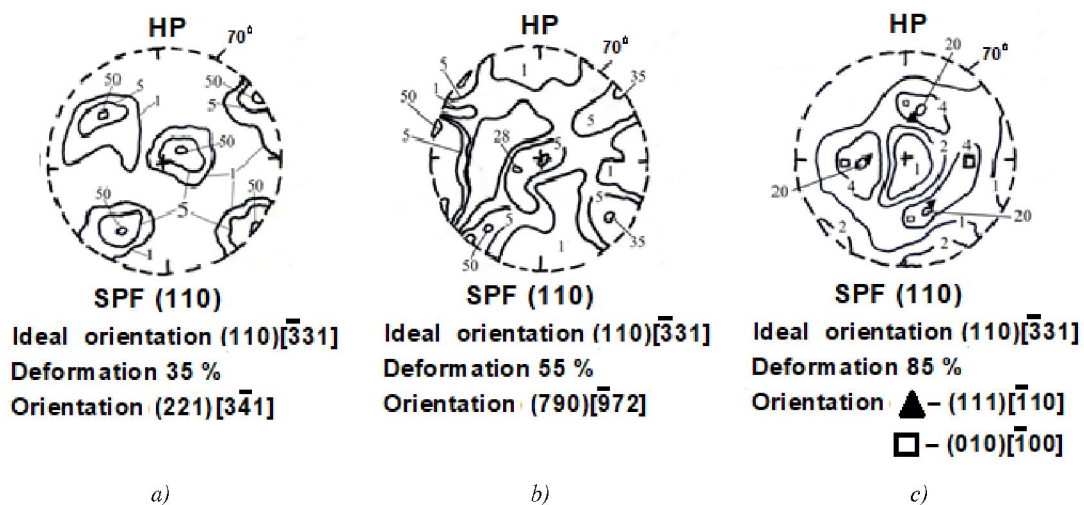 HP
70°
50 5 1 50
5
50
50 5 1
1
SPF (110)
Ideal orientation (110)[3̄31]
Deformation 35 %
Orientation (221)[34̄1]
a)
HP
70°
5
1 1 35
50
5
5 28 5
1
5 5
1 35
50
SPF (110)
Ideal orientation (110)[3̄31]
Deformation 55 %
Orientation (790)[9̄72]
b)
HP
20
70°
4
2 4
1
20 4 1
20
2 1
2
SPF (110)
Ideal orientation (110)[3̄31]
Deformation 85 %
Orientation ▲ – (111)[1̄10]
□ – (010)[1̄00]
c)